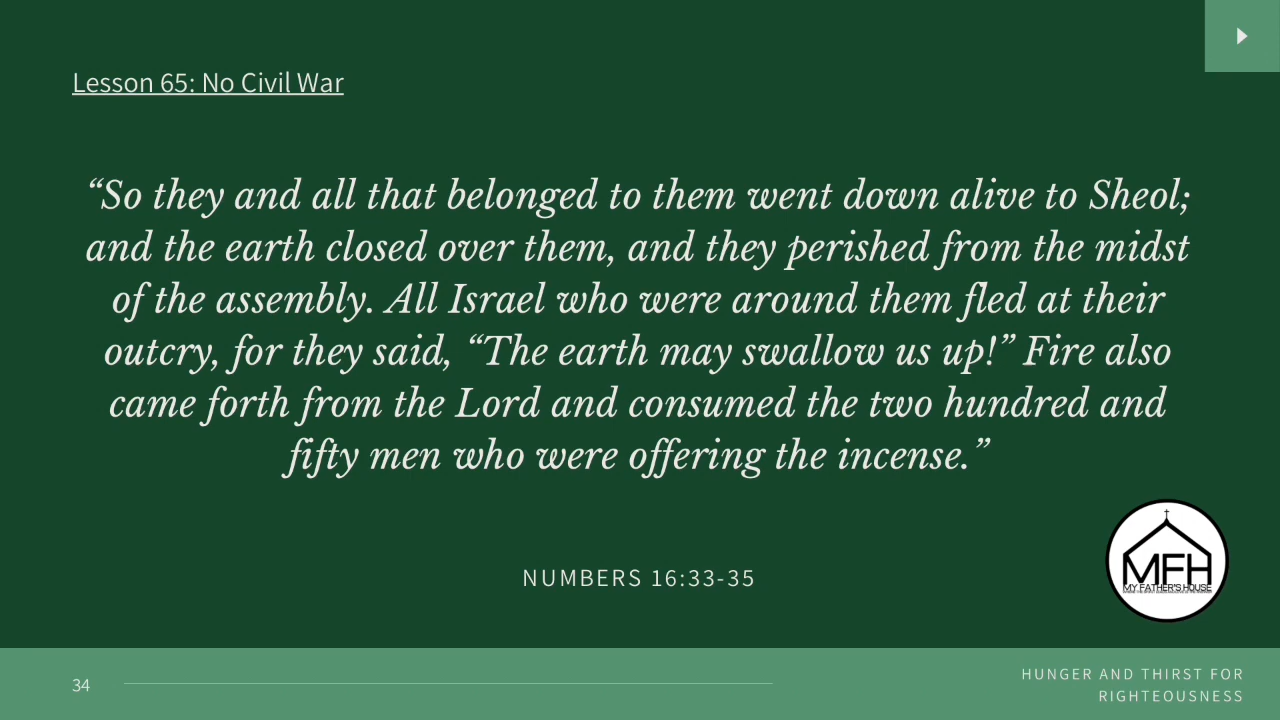 Lesson 65: No Civil War
“So they and all that belonged to them went down alive to Sheol;
and the earth closed over them, and they perished from the midst
of the assembly. All Israel who were around them fled at their
outcry, for they said, “The earth may swallow us up!” Fire also
came forth from the Lord and consumed the two hundred and
fifty men who were offering the incense.”
NUMBERS 16:33-35
MFH
MY FATHER'S HOUSE
34
HUNGER AND THIRST FOR
RIGHTEOUSNESS